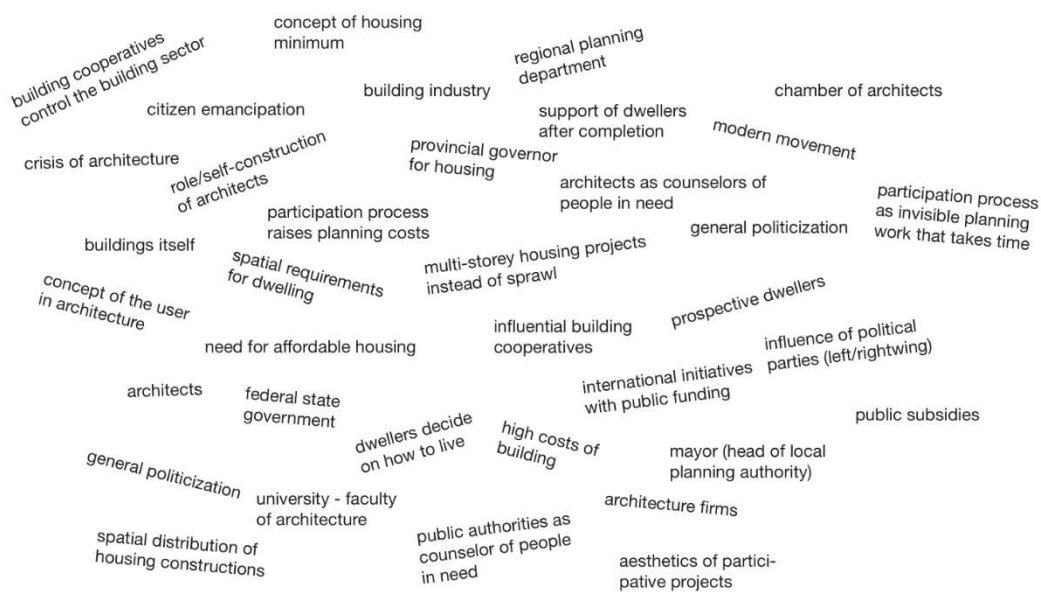 concept of housing
minimum
building cooperatives
control the building sector
regional planning
department
building industry
chamber of architects
citizen emancipation
support of dwellers
after completion
modern movement
crisis of architecture
role/self-construction
of architects
provincial governor
for housing
architects as counselors of
people in need
participation process
as invisible planning
work that takes time
participation process
raises planning costs
general politicization
buildings itself
spatial requirements
for dwelling
multi-storey housing projects
instead of sprawl
concept of the user
in architecture
prospective dwellers
influential building
cooperatives
need for affordable housing
influence of political
parties (left/rightwing)
international initiatives
with public funding
architects
federal state
government
public subsidies
dwellers decide
on how to live
high costs of
building
mayor (head of local
planning authority)
general politicization
university - faculty
of architecture
architecture firms
public authorities as
counselor of people
in need
spatial distribution of
housing constructions
aesthetics of partici-
pative projects